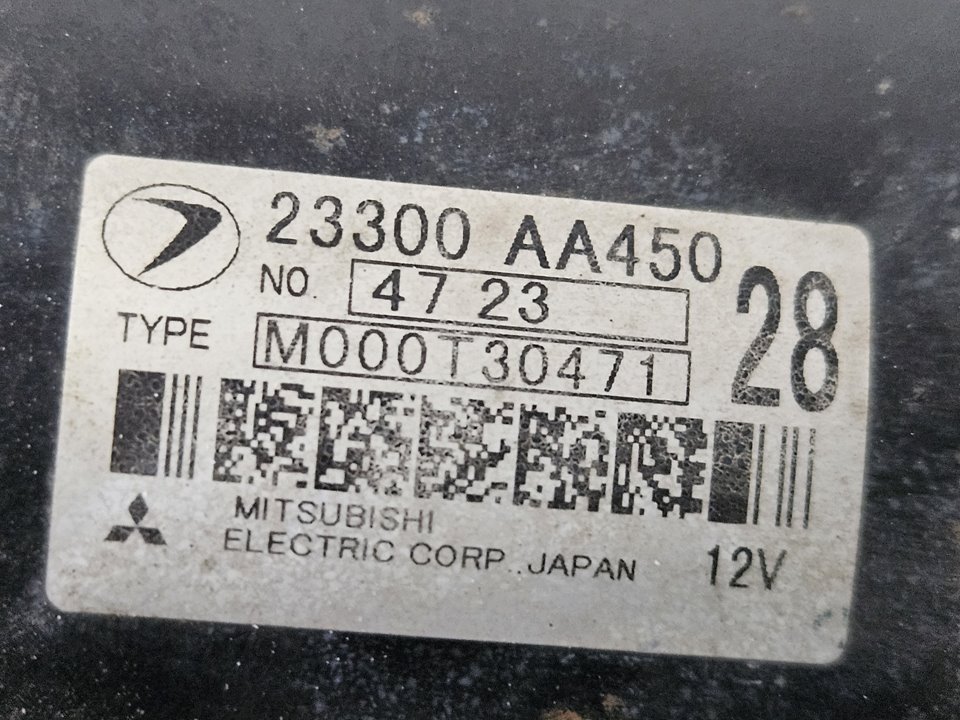 23300 AA450
NO. 47 23
28
TYPE M000T30471
MITSUBISHI
ELECTRIC CORP. JAPAN
12V